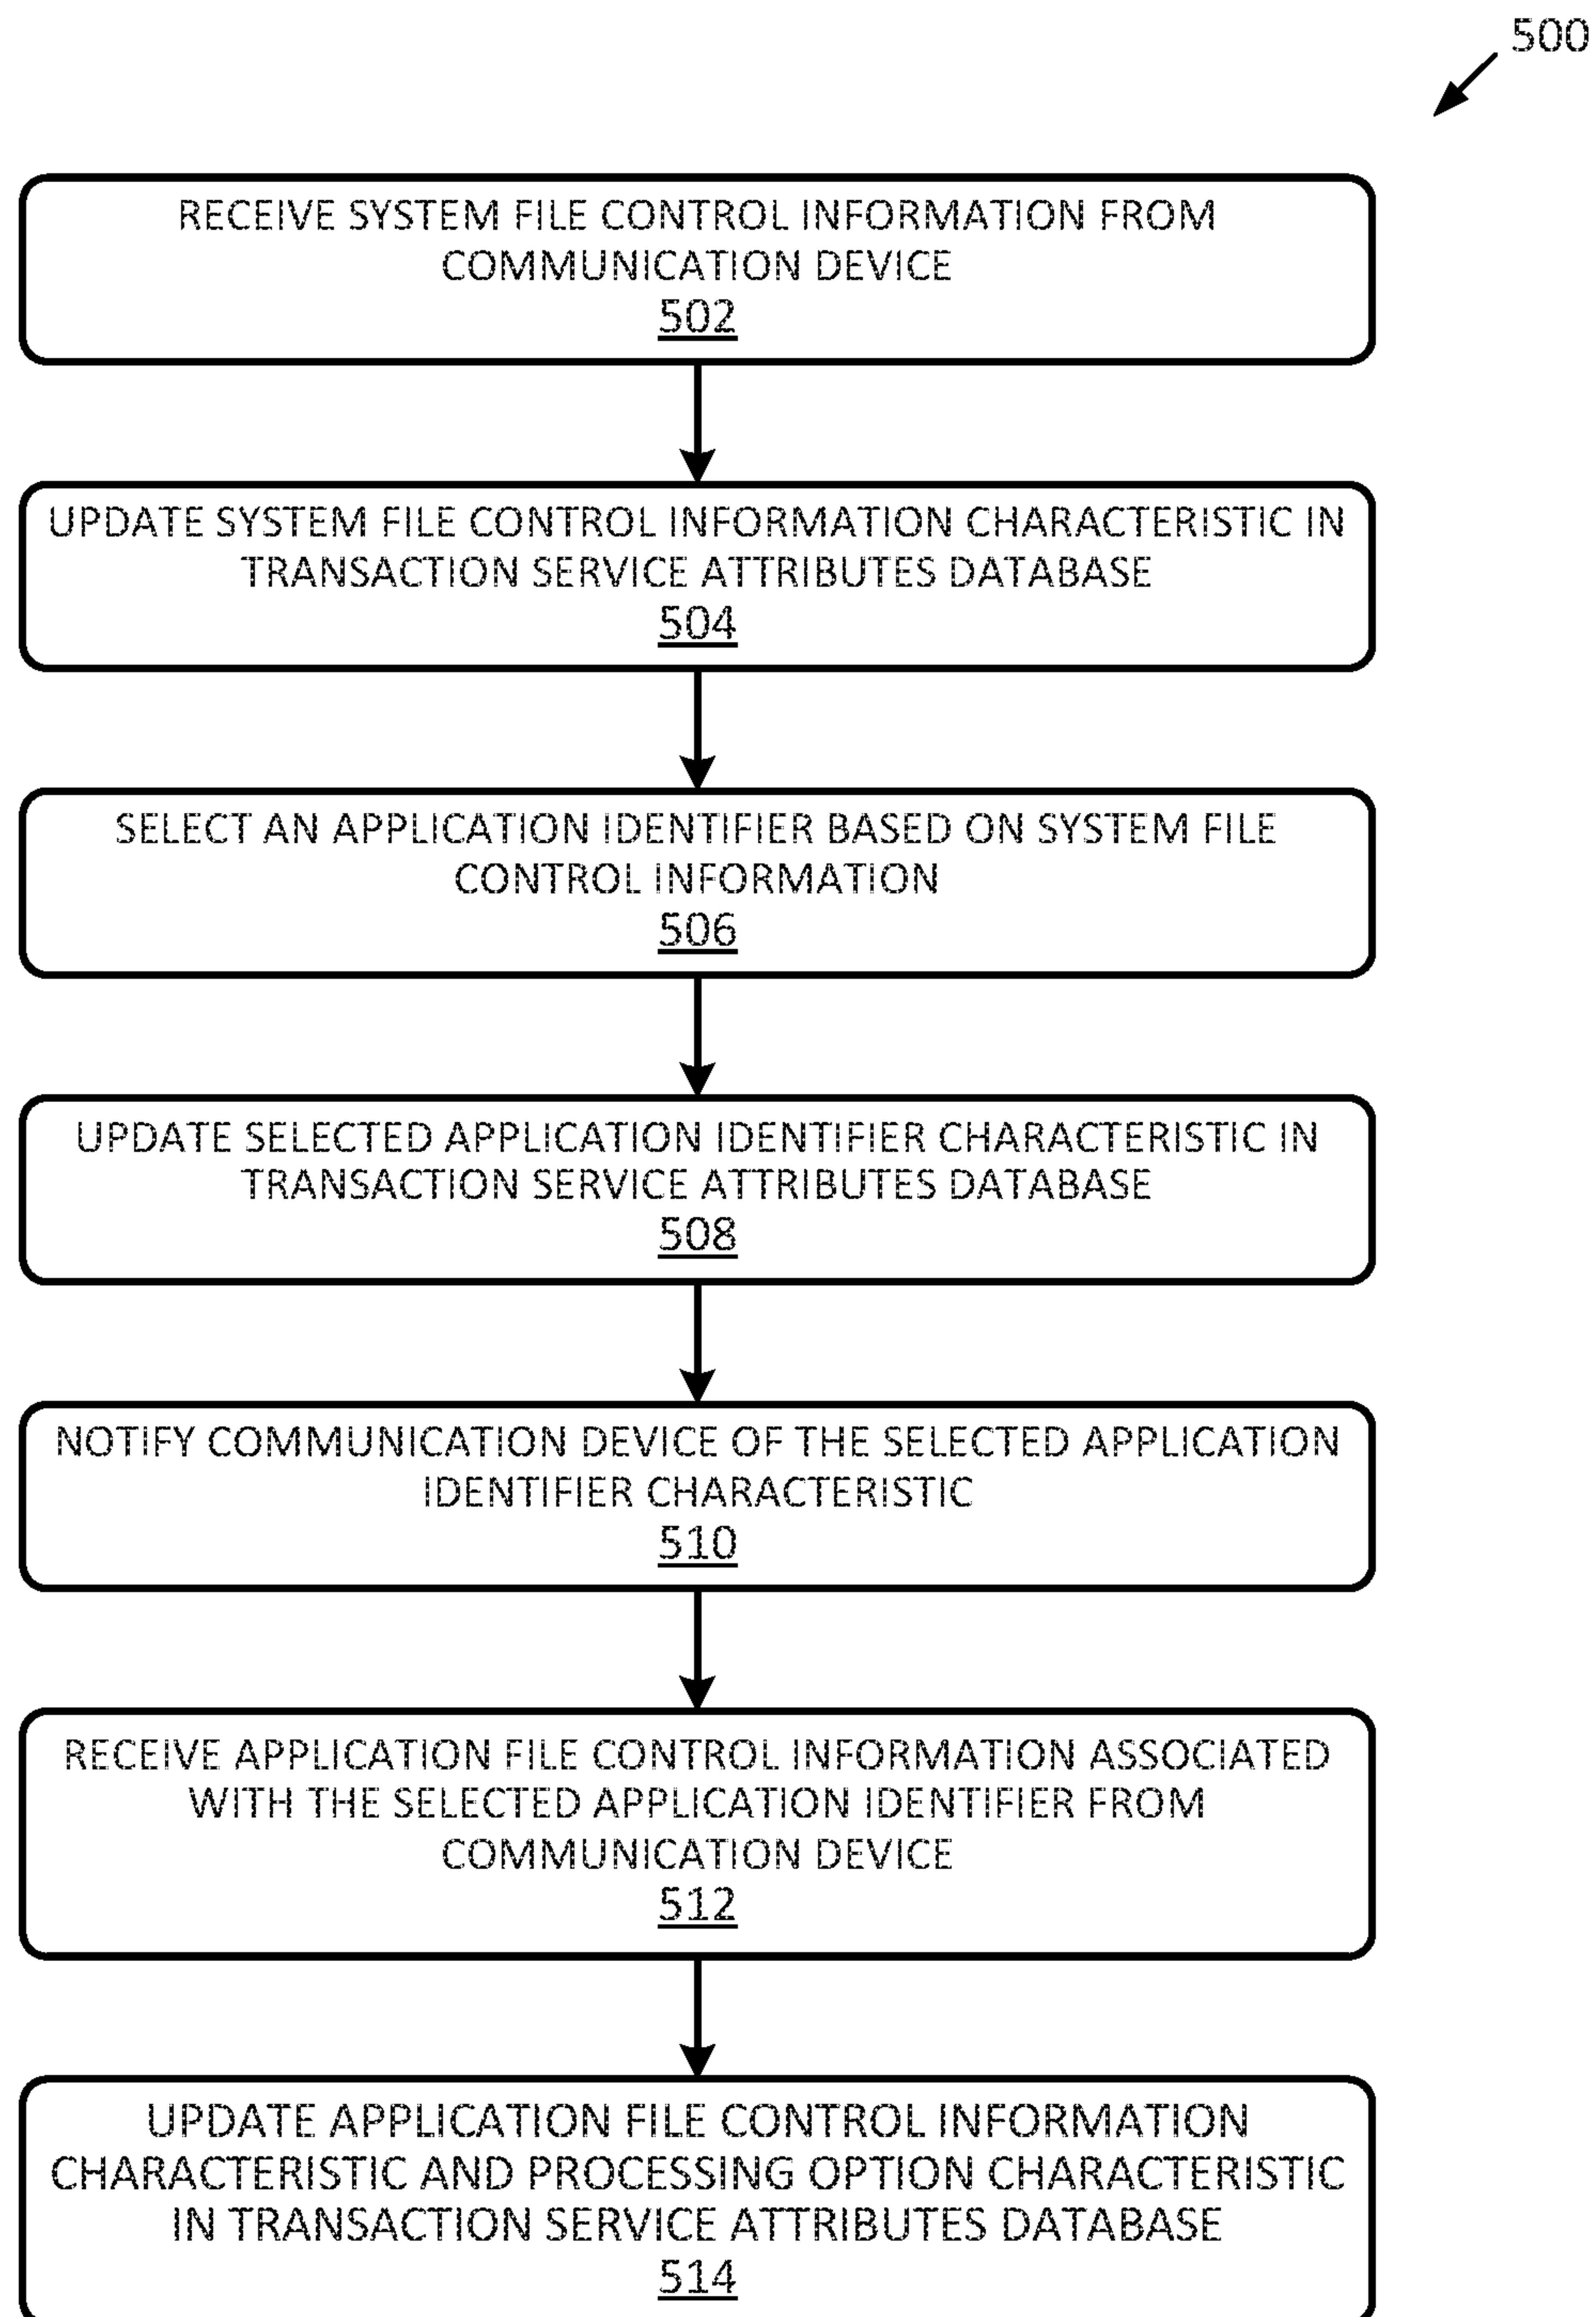 500
RECEIVE SYSTEM FILE CONTROL INFORMATION FROM
COMMUNICATION DEVICE
502
UPDATE SYSTEM FILE CONTROL INFORMATION CHARACTERISTIC IN
TRANSACTION SERVICE ATTRIBUTES DATABASE
504
SELECT AN APPLICATION IDENTIFIER BASED ON SYSTEM FILE
CONTROL INFORMATION
506
UPDATE SELECTED APPLICATION IDENTIFIER CHARACTERISTIC IN
TRANSACTION SERVICE ATTRIBUTES DATABASE
508
NOTIFY COMMUNICATION DEVICE OF THE SELECTED APPLICATION
IDENTIFIER CHARACTERISTIC
510
RECEIVE APPLICATION FILE CONTROL INFORMATION ASSOCIATED
WITH THE SELECTED APPLICATION IDENTIFIER FROM
COMMUNICATION DEVICE
512
UPDATE APPLICATION FILE CONTROL INFORMATION
CHARACTERISTIC AND PROCESSING OPTION CHARACTERISTIC
IN TRANSACTION SERVICE ATTRIBUTES DATABASE
514